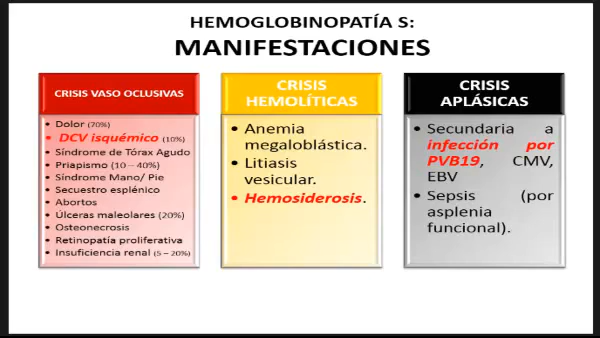 HEMOGLOBINOPATÍA S:
MANIFESTACIONES
CRISIS VASO OCLUSIVAS
• Dolor (70%)
• DCV isquémico (10%)
• Síndrome de Tórax Agudo
• Priapismo (10 – 40%)
• Síndrome Mano/ Pie
• Secuestro esplénico
• Abortos
• Úlceras maleolares (20%)
• Osteonecrosis
• Retinopatía proliferativa
• Insuficiencia renal (5 – 20%)
CRISIS
HEMOLÍTICAS
• Anemia
megaloblástica.
• Litiasis
vesicular.
• Hemosiderosis.
CRISIS
APLÁSICAS
• Secundaria a
infección por
PVB19, CMV,
EBV
• Sepsis (por
asplenia
funcional).